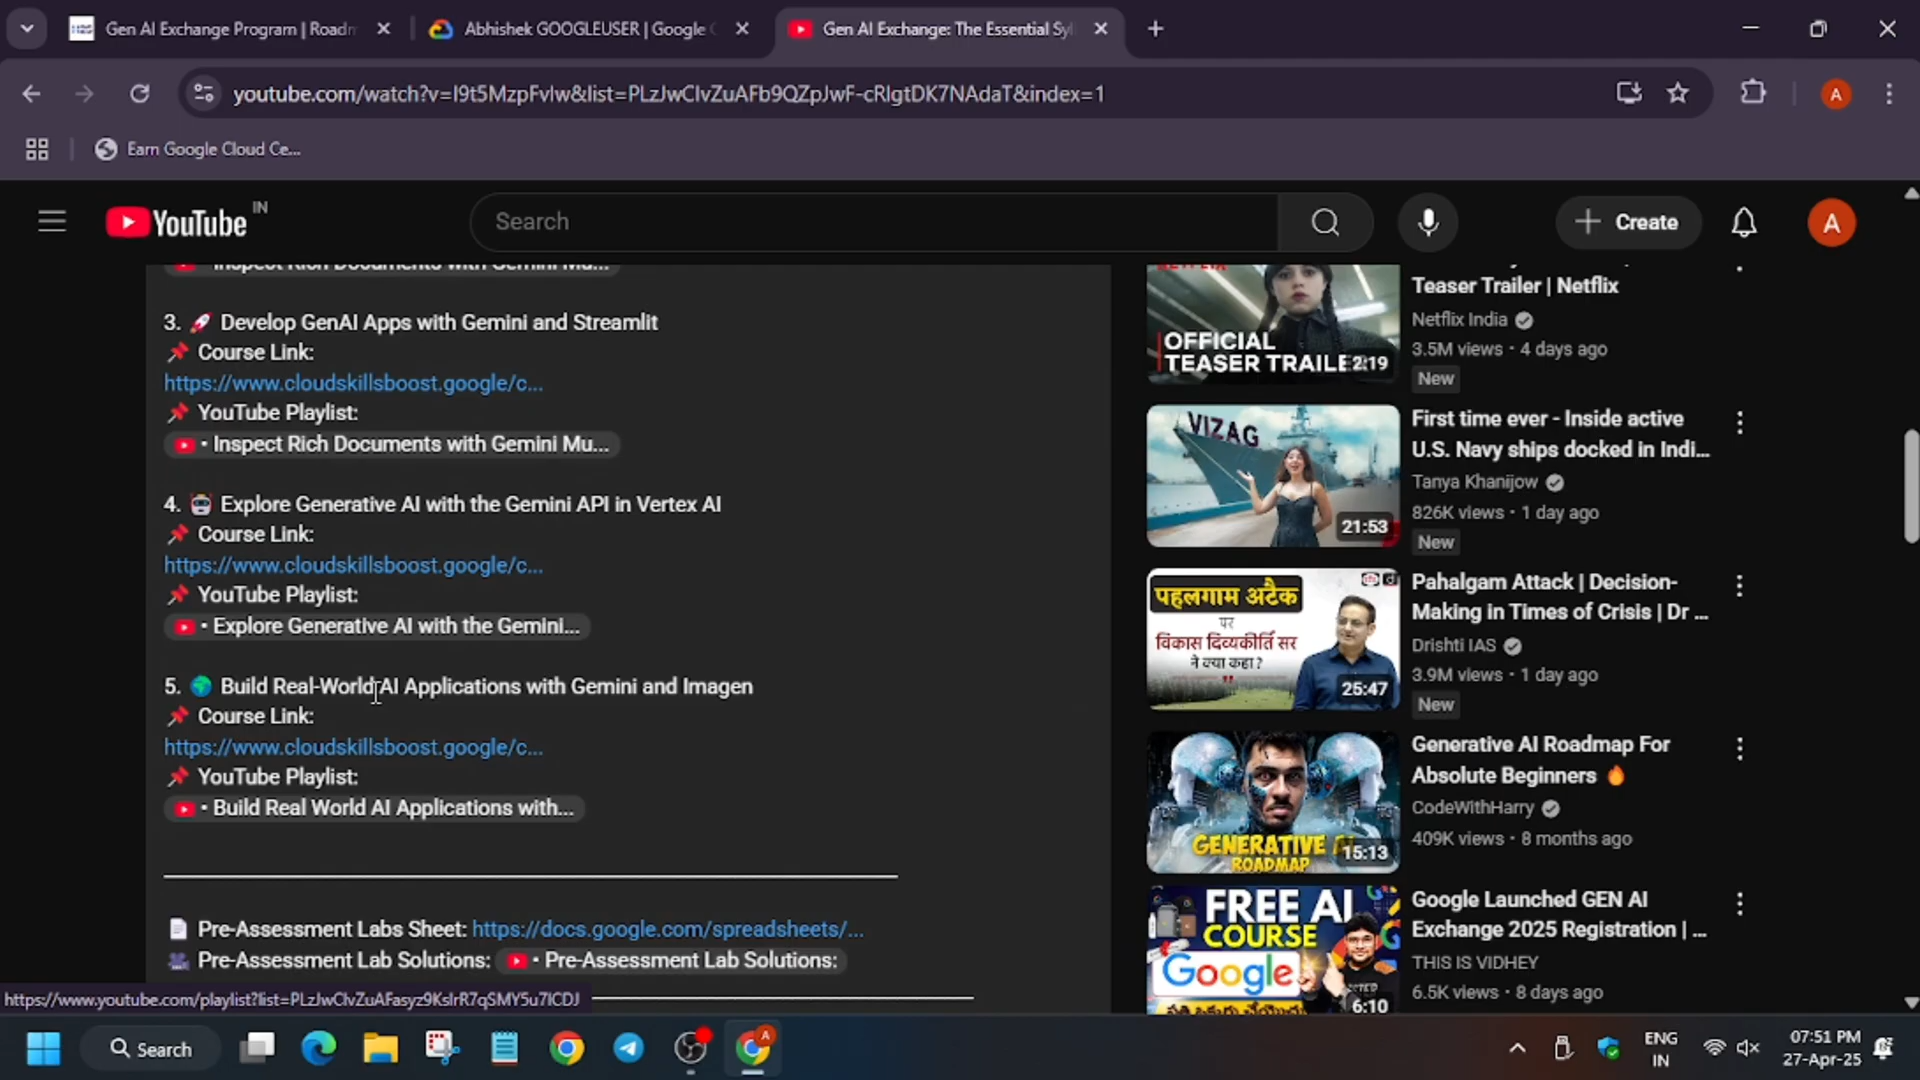 Gen AI Exchange Program | Roadm
Abhishek GOOGLEUSER | Google C
Gen AI Exchange: The Essential Syl
youtube.com/watch?v=I9t5MzpFvIw&list=PLzJwCIvZuAFb9QZpJwF-cRlgtDK7NAdaT&index=1
A
Earn Google Cloud Ce...
YouTube IN
Search
Create
A
Inspect Rich Documents with Gemini Mu...
3. 🚀 Develop GenAI Apps with Gemini and Streamlit
📌 Course Link:
https://www.cloudskillsboost.google/c...
📌 YouTube Playlist:
• Inspect Rich Documents with Gemini Mu...
4. 🤖 Explore Generative AI with the Gemini API in Vertex AI
📌 Course Link:
https://www.cloudskillsboost.google/c...
📌 YouTube Playlist:
• Explore Generative AI with the Gemini...
5. 🌍 Build Real-World AI Applications with Gemini and Imagen
📌 Course Link:
https://www.cloudskillsboost.google/c...
📌 YouTube Playlist:
• Build Real World AI Applications with...
📄 Pre-Assessment Labs Sheet: https://docs.google.com/spreadsheets/...
🎥 Pre-Assessment Lab Solutions: • Pre-Assessment Lab Solutions:
OFFICIAL
TEASER TRAILE
2:19
Teaser Trailer | Netflix
Netflix India
3.5M views • 4 days ago
New
VIZAG
21:53
First time ever - Inside active
U.S. Navy ships docked in Indi...
Tanya Khanijow
826K views • 1 day ago
New
पहलगाम अटैक
पर
विकास दिव्यकीर्ति सर
ने क्या कहा ?
25:47
Pahalgam Attack | Decision-
Making in Times of Crisis | Dr ...
Drishti IAS
3.9M views • 1 day ago
New
GENERATIVE AI
ROADMAP
15:13
Generative AI Roadmap For
Absolute Beginners 🔥
CodeWithHarry
409K views • 8 months ago
FREE AI
COURSE
Google
6:10
Google Launched GEN AI
Exchange 2025 Registration | ...
THIS IS VIDHEY
6.5K views • 8 days ago
https://www.youtube.com/playlist?list=PLzJwCIvZuAFasyz9KsIrR7qSMY5u7ICDJ
Search
A
ENG
IN
07:51 PM
27-Apr-25